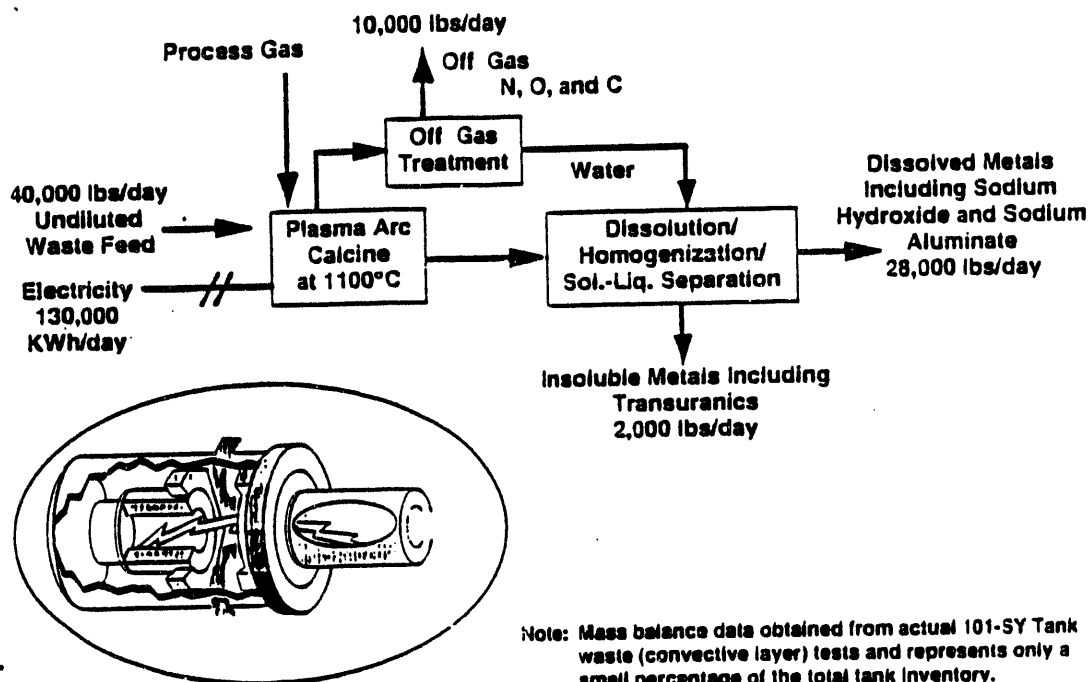 10,000 lbs/day
Process Gas
Off Gas
N, O, and C
Off Gas
Treatment
Water
40,000 lbs/day
Undiluted
Waste Feed
Plasma Arc
Calcine
at 1100°C
Dissolution/
Homogenization/
Sol.-Liq. Separation
Dissolved Metals
Including Sodium
Hydroxide and Sodium
Aluminate
28,000 lbs/day
Electricity
130,000
KWh/day
Insoluble Metals Including
Transuranics
2,000 lbs/day
Note: Mass balance data obtained from actual 101-SY Tank
waste (convective layer) tests and represents only a
small percentage of the total tank inventory.